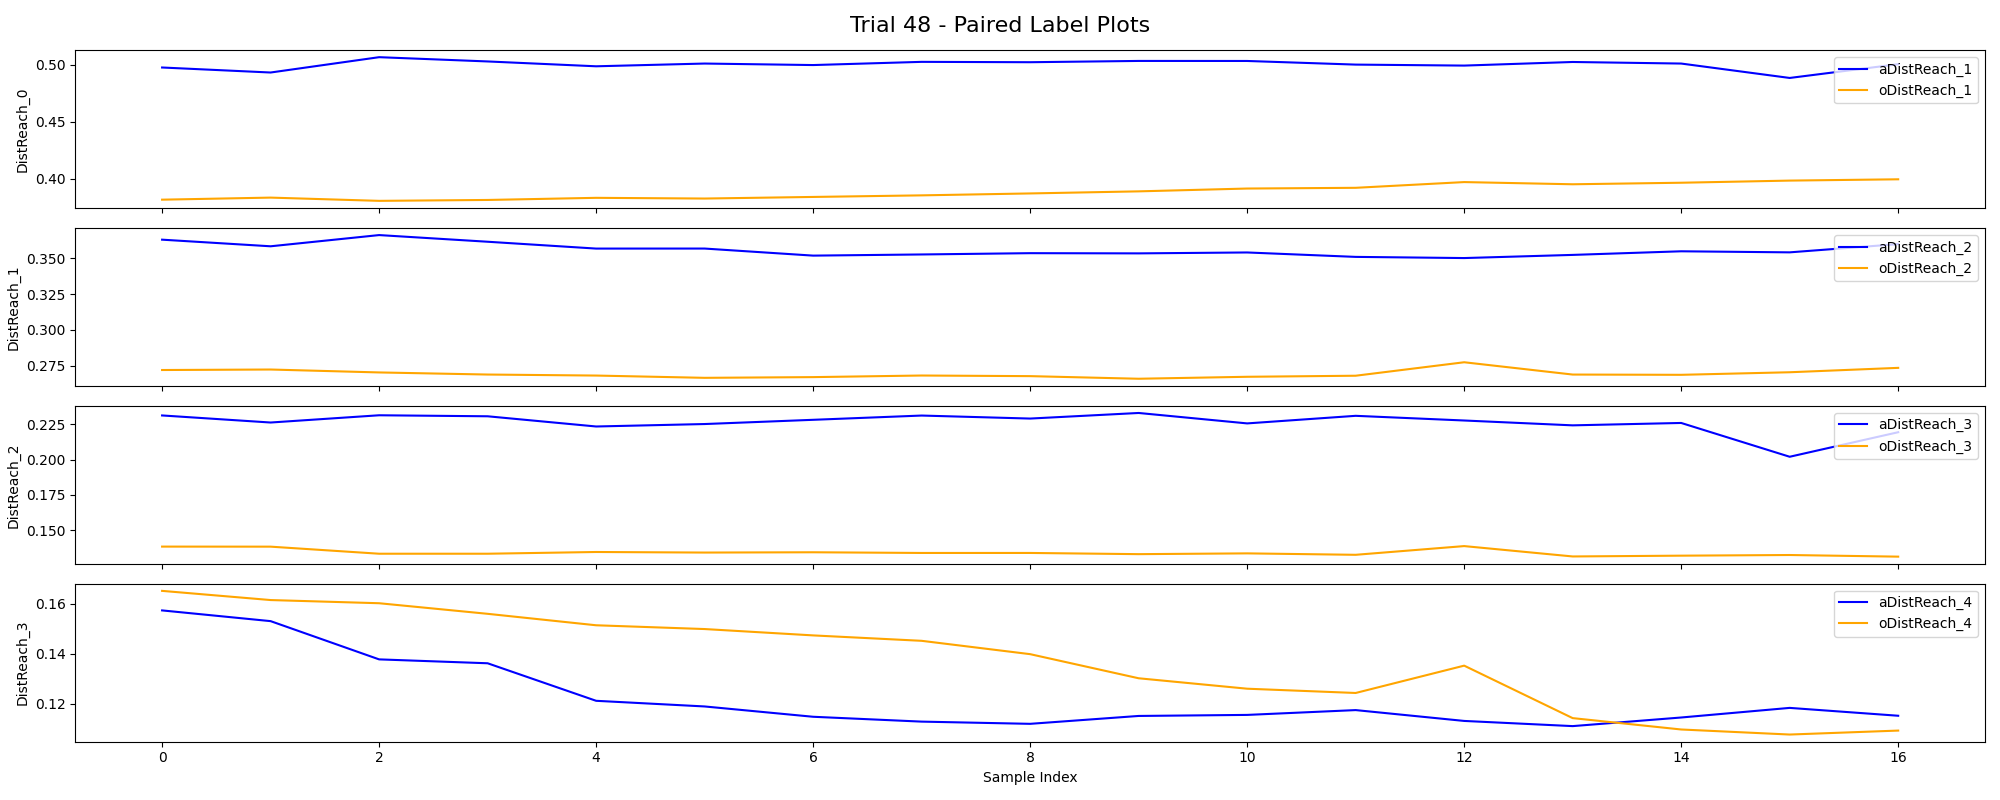 Trial 48 - Paired Label Plots
DistReach_0
0.50
0.45
0.40
aDistReach_1
oDistReach_1
DistReach_1
0.350
0.325
0.300
0.275
aDistReach_2
oDistReach_2
DistReach_2
0.225
0.200
0.175
0.150
aDistReach_3
oDistReach_3
DistReach_3
0.16
0.14
0.12
aDistReach_4
oDistReach_4
0 2 4 6 8 10 12 14 16
Sample Index